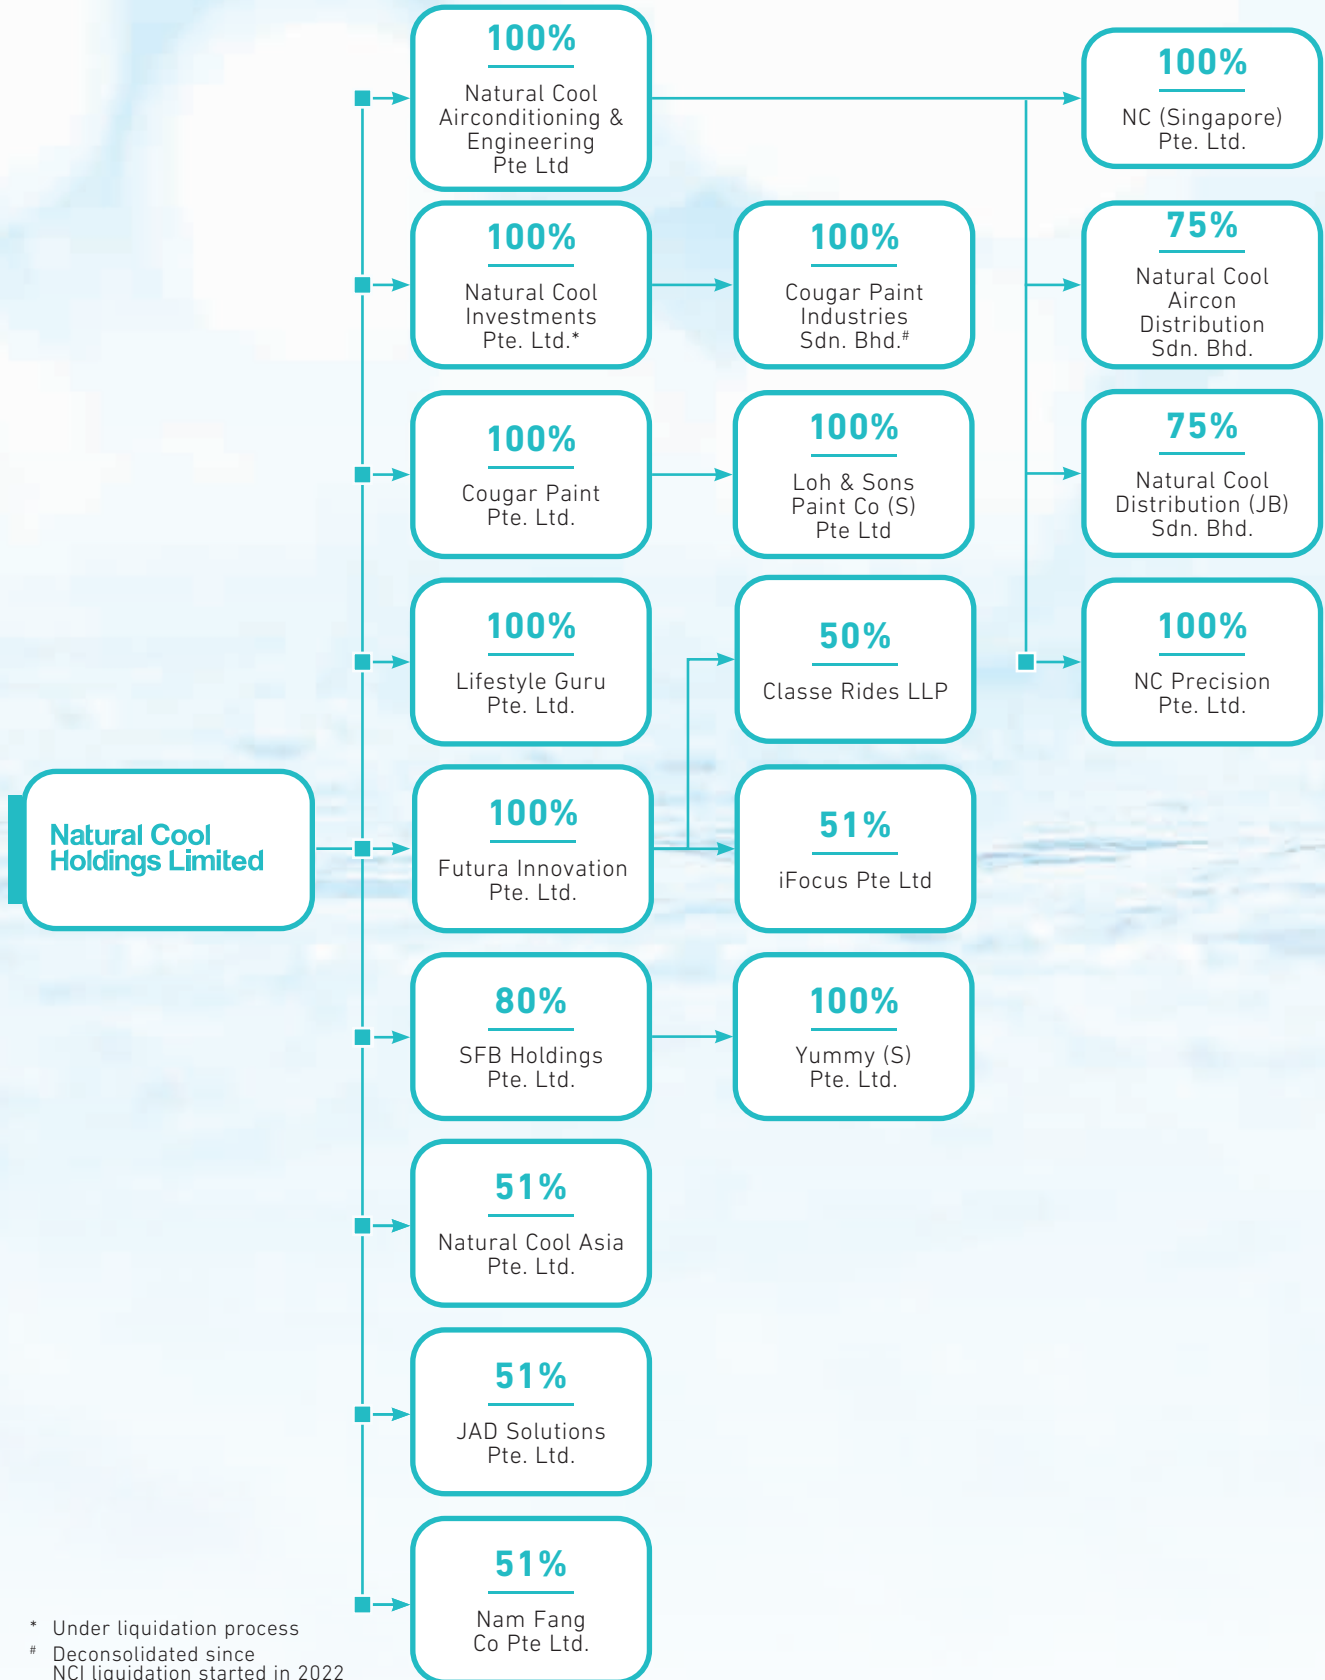 100%
Natural Cool
Airconditioning &
Engineering
Pte Ltd
100%
NC (Singapore)
Pte. Ltd.
100%
Natural Cool
Investments
Pte. Ltd.*
100%
Cougar Paint
Industries
Sdn. Bhd.#
75%
Natural Cool
Aircon
Distribution
Sdn. Bhd.
100%
Cougar Paint
Pte. Ltd.
100%
Loh & Sons
Paint Co (S)
Pte Ltd
75%
Natural Cool
Distribution (JB)
Sdn. Bhd.
100%
Lifestyle Guru
Pte. Ltd.
50%
Classe Rides LLP
100%
NC Precision
Pte. Ltd.
Natural Cool
Holdings Limited
100%
Futura Innovation
Pte. Ltd.
51%
iFocus Pte Ltd
80%
SFB Holdings
Pte. Ltd.
100%
Yummy (S)
Pte. Ltd.
51%
Natural Cool Asia
Pte. Ltd.
51%
JAD Solutions
Pte. Ltd.
51%
Nam Fang
Co Pte Ltd.
* Under liquidation process
# Deconsolidated since
NCI liquidation started in 2022